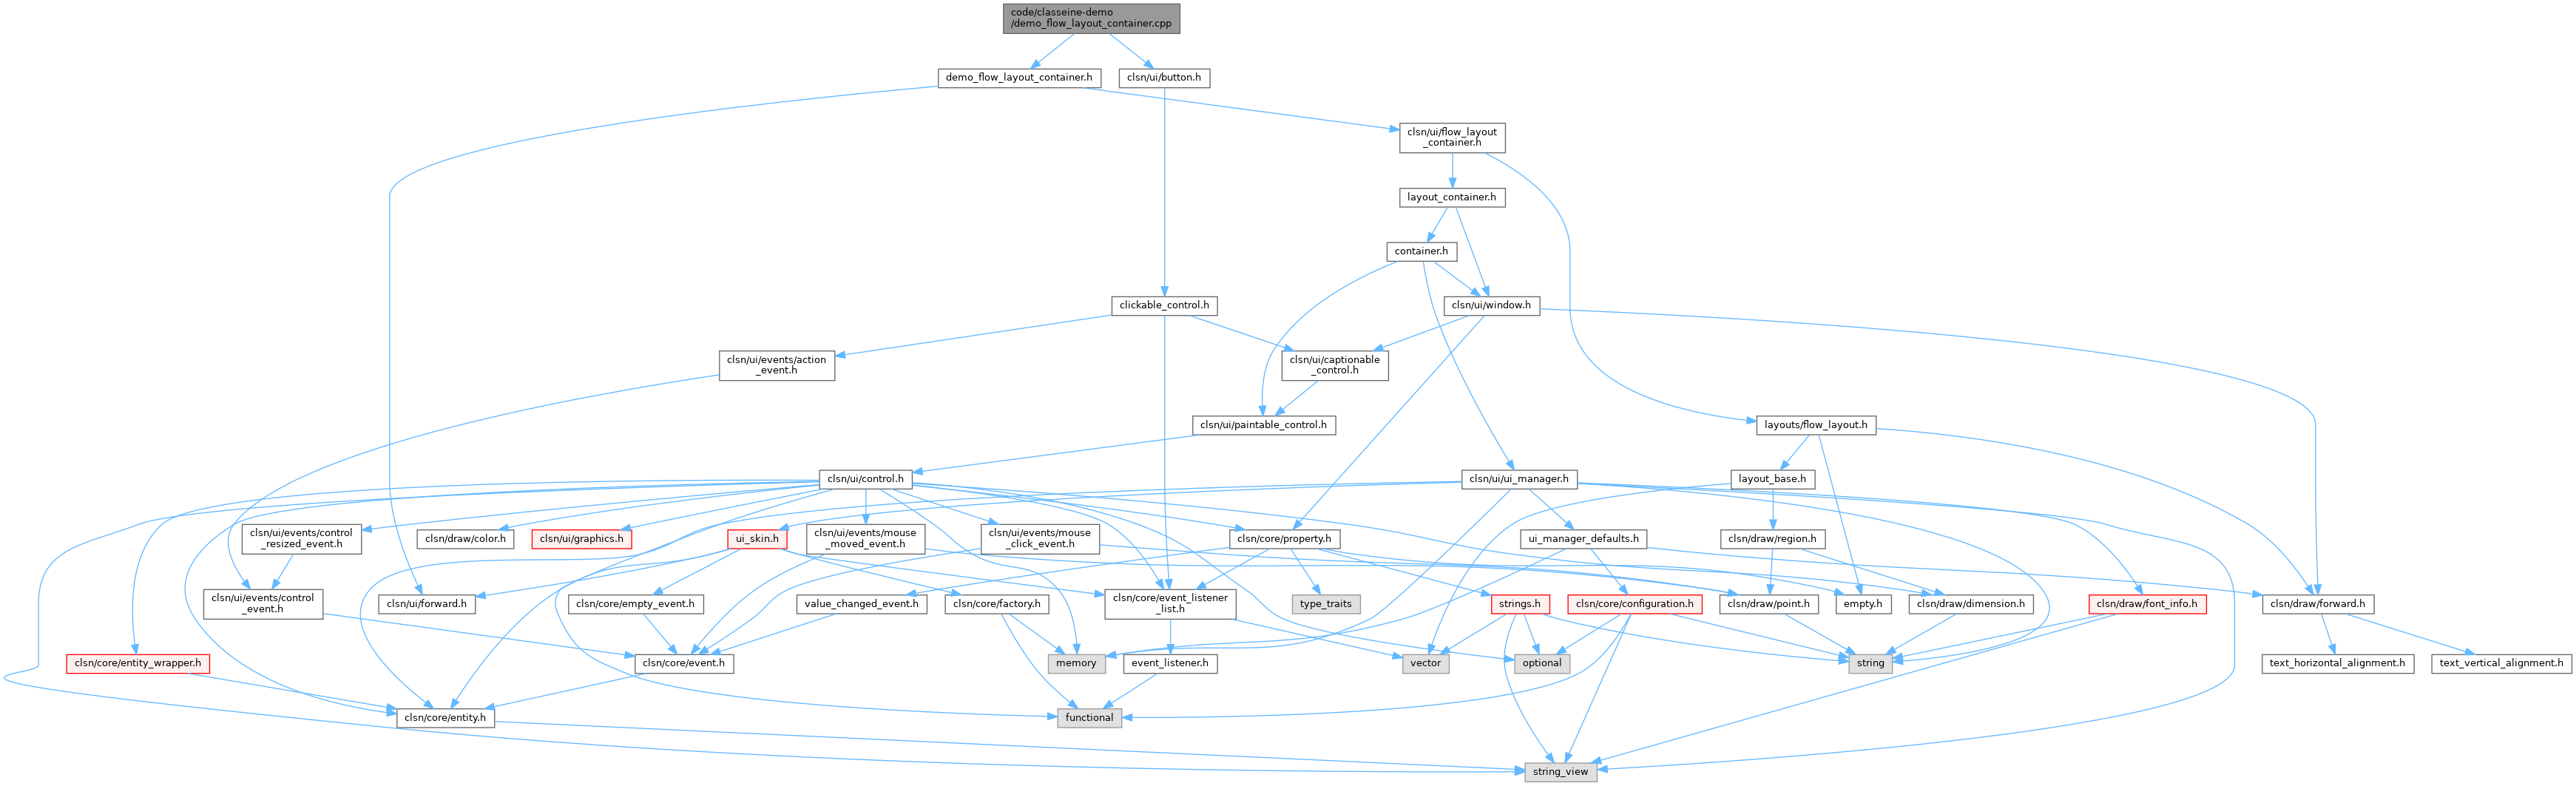 code/classeine-demo
/demo_flow_layout_container.cpp
demo_flow_layout_container.h
clsn/ui/button.h
clsn/ui/flow_layout
_container.h
layout_container.h
container.h
clickable_control.h
clsn/ui/window.h
clsn/ui/events/action
_event.h
clsn/ui/captionable
_control.h
clsn/ui/paintable_control.h
layouts/flow_layout.h
clsn/ui/control.h
clsn/ui/ui_manager.h
layout_base.h
clsn/ui/events/control
_resized_event.h
clsn/draw/color.h
clsn/ui/graphics.h
ui_skin.h
clsn/ui/events/mouse
_moved_event.h
clsn/ui/events/mouse
_click_event.h
clsn/core/property.h
ui_manager_defaults.h
clsn/draw/region.h
clsn/ui/events/control
_event.h
clsn/ui/forward.h
clsn/core/empty_event.h
value_changed_event.h
clsn/core/factory.h
clsn/core/event_listener
_list.h
type_traits
strings.h
clsn/core/configuration.h
clsn/draw/point.h
empty.h
clsn/draw/dimension.h
clsn/draw/font_info.h
clsn/draw/forward.h
clsn/core/entity_wrapper.h
clsn/core/event.h
memory
event_listener.h
vector
optional
string
text_horizontal_alignment.h
text_vertical_alignment.h
clsn/core/entity.h
functional
string_view